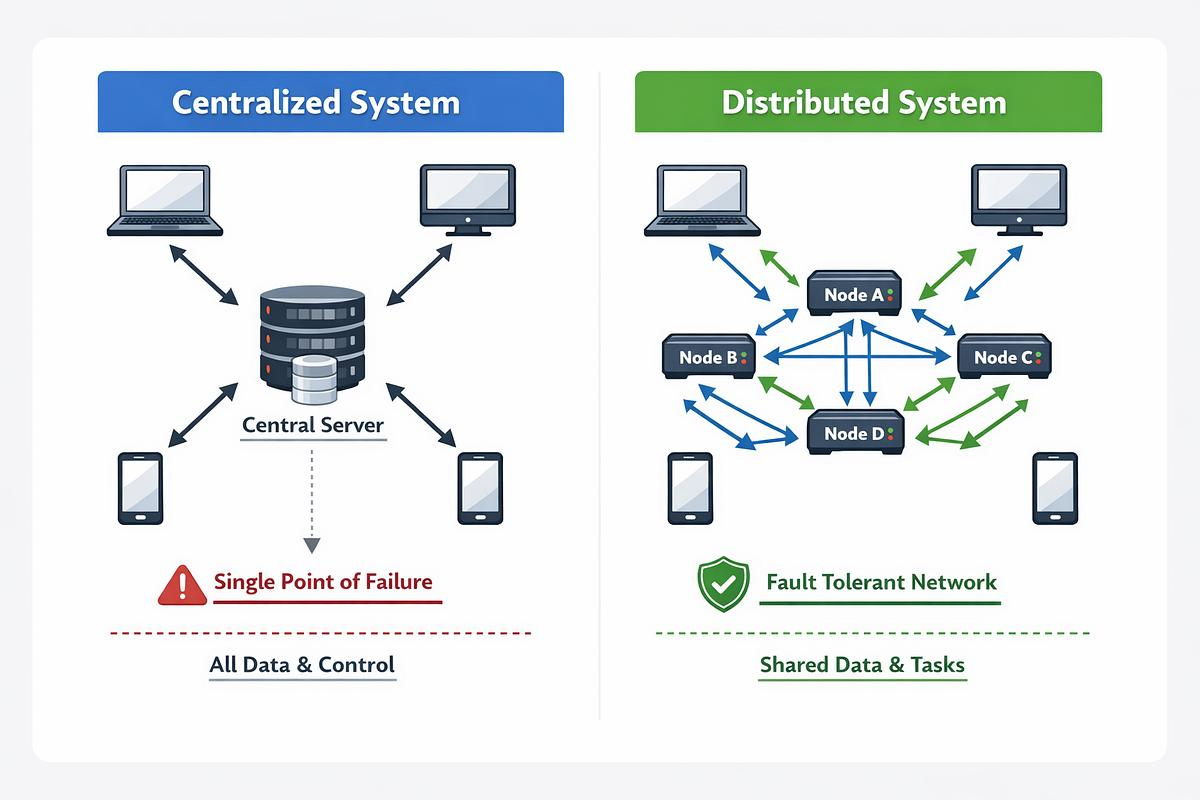 Centralized System
Central Server
Single Point of Failure
All Data & Control
Distributed System
Node A
Node B
Node C
Node D
Fault Tolerant Network
Shared Data & Tasks